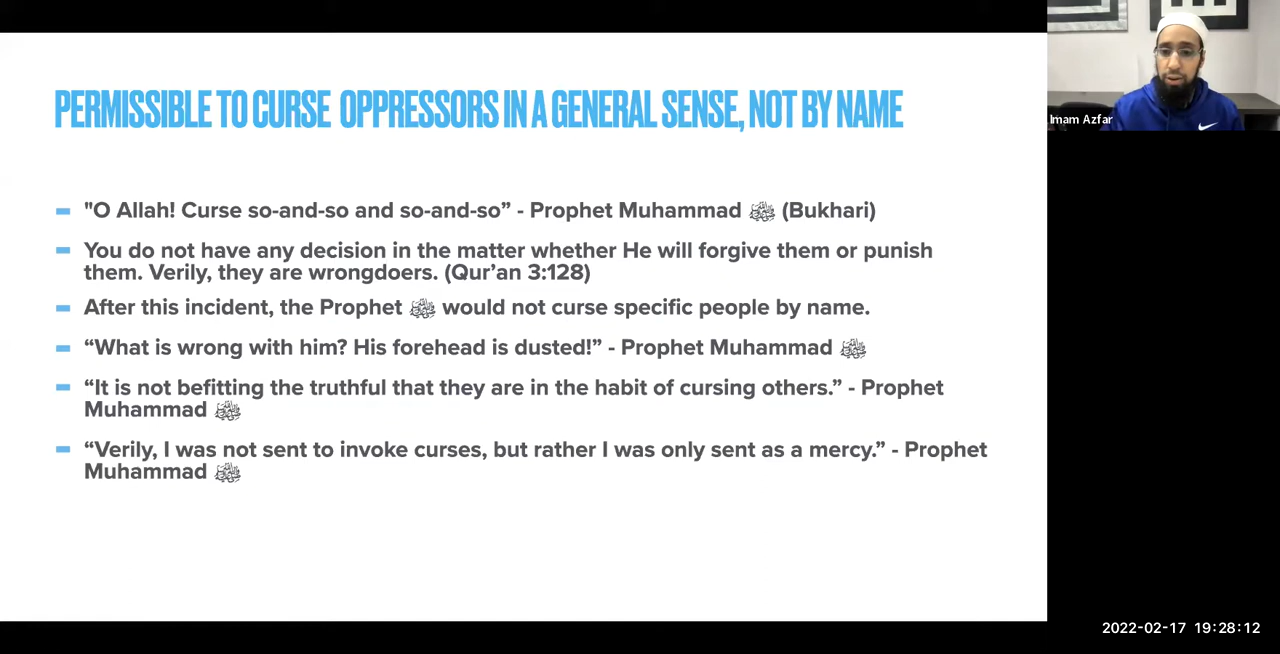 PERMISSIBLE TO CURSE OPPRESSORS IN A GENERAL SENSE, NOT BY NAME
"O Allah! Curse so-and-so and so-and-so” - Prophet Muhammad ﷺ (Bukhari)
You do not have any decision in the matter whether He will forgive them or punish
them. Verily, they are wrongdoers. (Qur’an 3:128)
After this incident, the Prophet ﷺ would not curse specific people by name.
“What is wrong with him? His forehead is dusted!” - Prophet Muhammad ﷺ
“It is not befitting the truthful that they are in the habit of cursing others.” - Prophet
Muhammad ﷺ
“Verily, I was not sent to invoke curses, but rather I was only sent as a mercy.” - Prophet
Muhammad ﷺ
Imam Azfar
2022-02-17 19:28:12